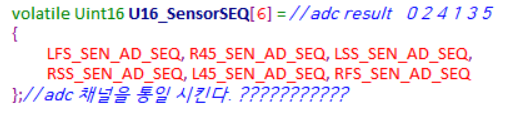 volatile Uint16 U16_SensorSEQ[6] =//adc result   0 2 4 1 3 5
{
LFS_SEN_AD_SEQ, R45_SEN_AD_SEQ, LSS_SEN_AD_SEQ,
RSS_SEN_AD_SEQ, L45_SEN_AD_SEQ, RFS_SEN_AD_SEQ
};//adc 채널을 통일 시킨다. ???????????